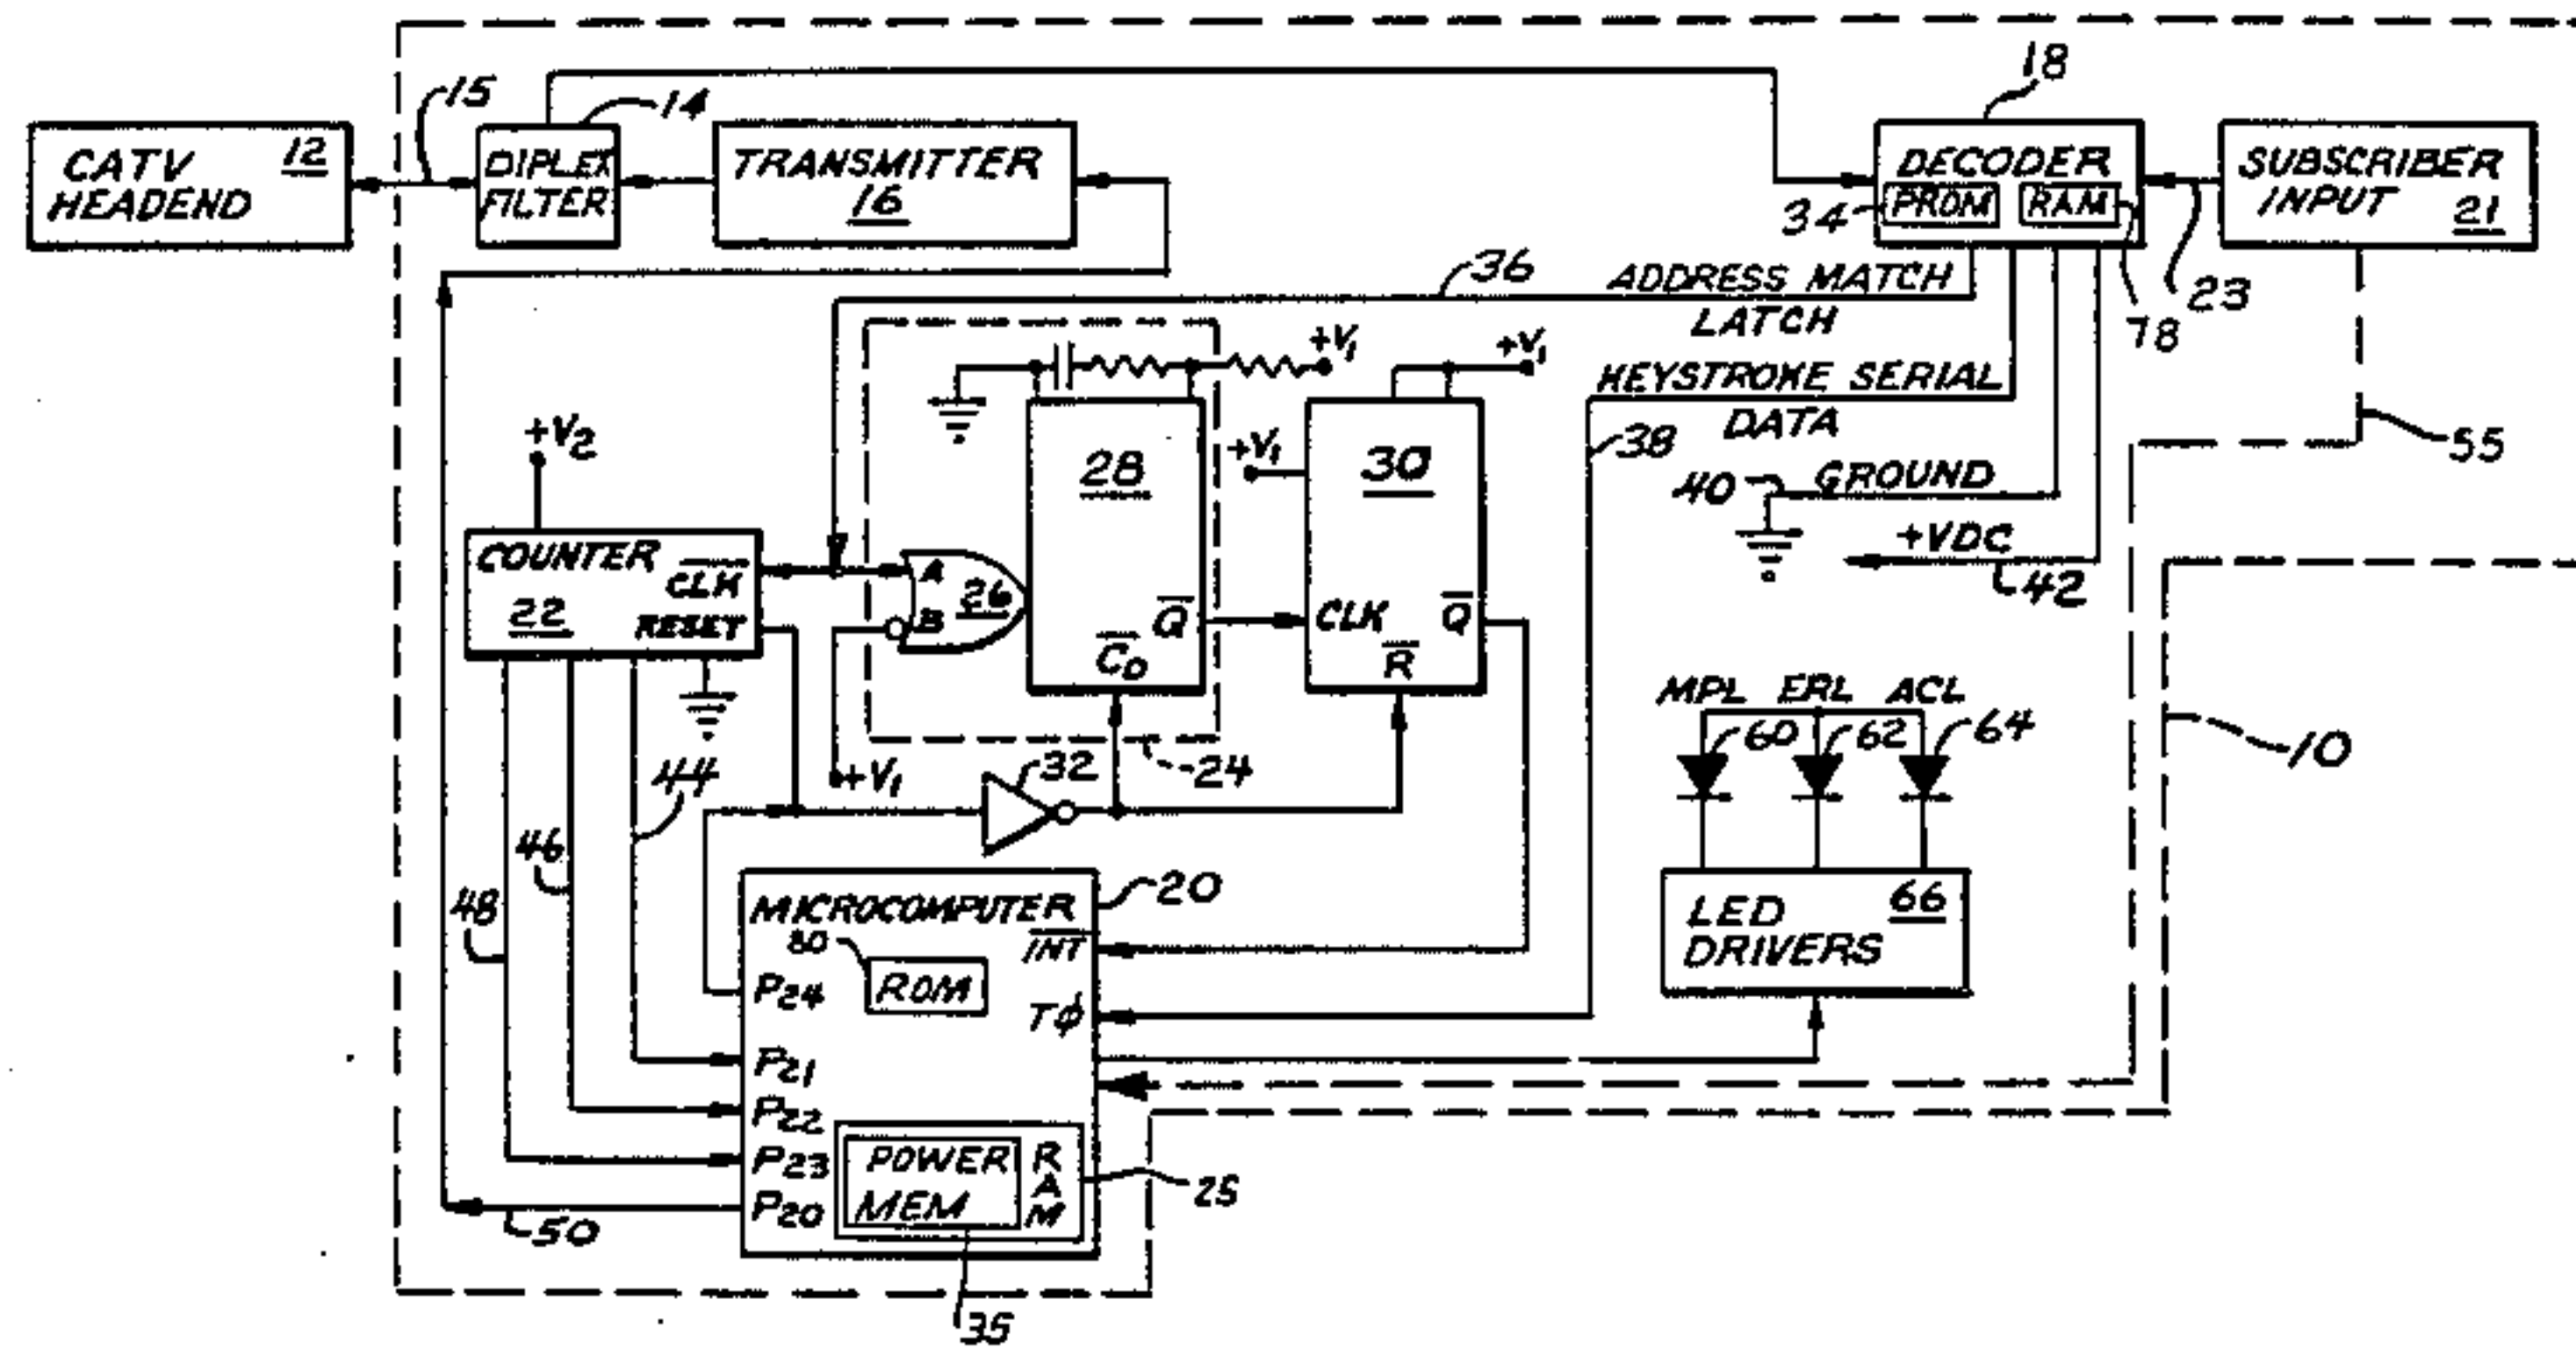 15
14
18
CATV 12
HEADEND
DIPLEX
FILTER
TRANSMITTER
16
DECODER
34 PROM RAM
SUBSCRIBER
INPUT 21
36
ADDRESS MATCH
LATCH
23
78
+V1
+V1
KEYSTROKE SERIAL
DATA
38
55
+V2
28
+V1
30
40 GROUND
COUNTER
CLK
22
RESET
A
26
B
Q
CD
CLK Q
R
+VDC
42
MPL ERL ACL
60 62 64
10
44
+V1
32
24
46
48
MICROCOMPUTER
20
INT
80
ROM
P24
TΦ
LED 66
DRIVERS
P21
P22
P23
P20
POWER
MEM
RAM
25
50
35